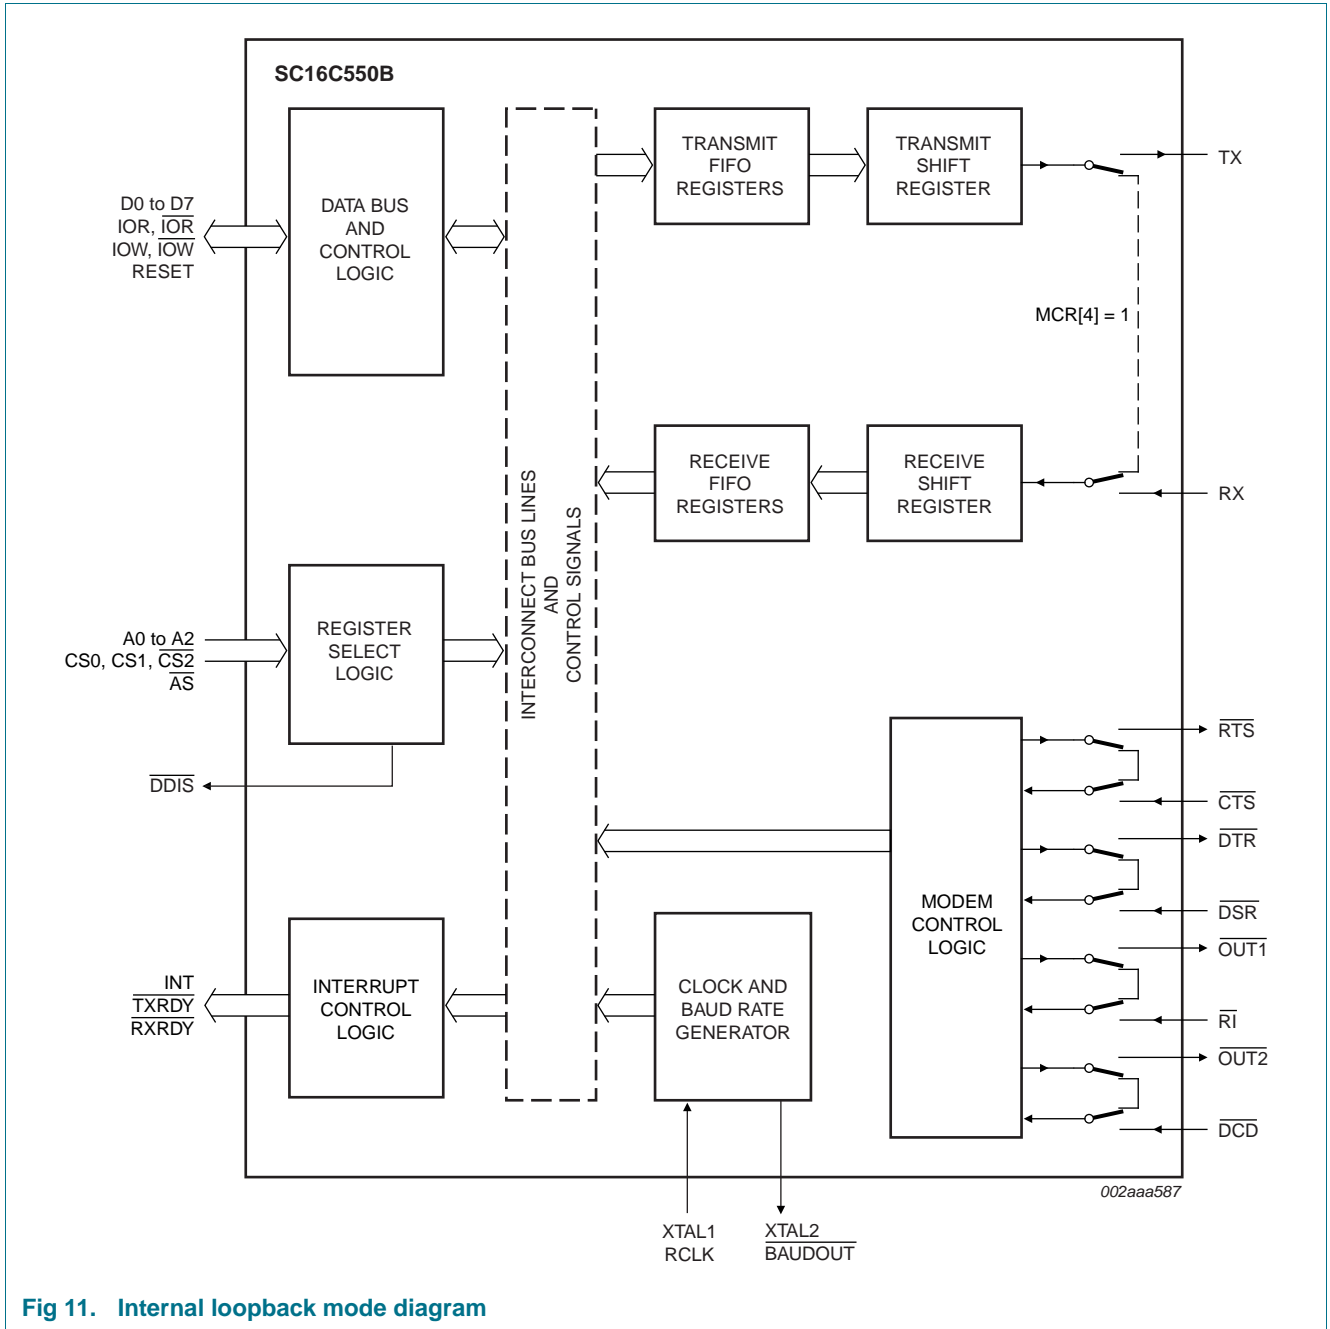 SC16C550B
D0 to D7
IOR, IOR
IOW, IOW
RESET
DATA BUS
AND
CONTROL
LOGIC
TRANSMIT
FIFO
REGISTERS
TRANSMIT
SHIFT
REGISTER
TX
MCR[4] = 1
RECEIVE
FIFO
REGISTERS
RECEIVE
SHIFT
REGISTER
RX
INTERCONNECT BUS LINES
AND
CONTROL SIGNALS
A0 to A2
CS0, CS1, CS2
AS
REGISTER
SELECT
LOGIC
DDIS
MODEM
CONTROL
LOGIC
RTS
CTS
DTR
DSR
OUT1
RI
OUT2
DCD
INT
TXRDY
RXRDY
INTERRUPT
CONTROL
LOGIC
CLOCK AND
BAUD RATE
GENERATOR
XTAL1
RCLK
XTAL2
BAUDOUT
002aaa587
Fig 11. Internal loopback mode diagram